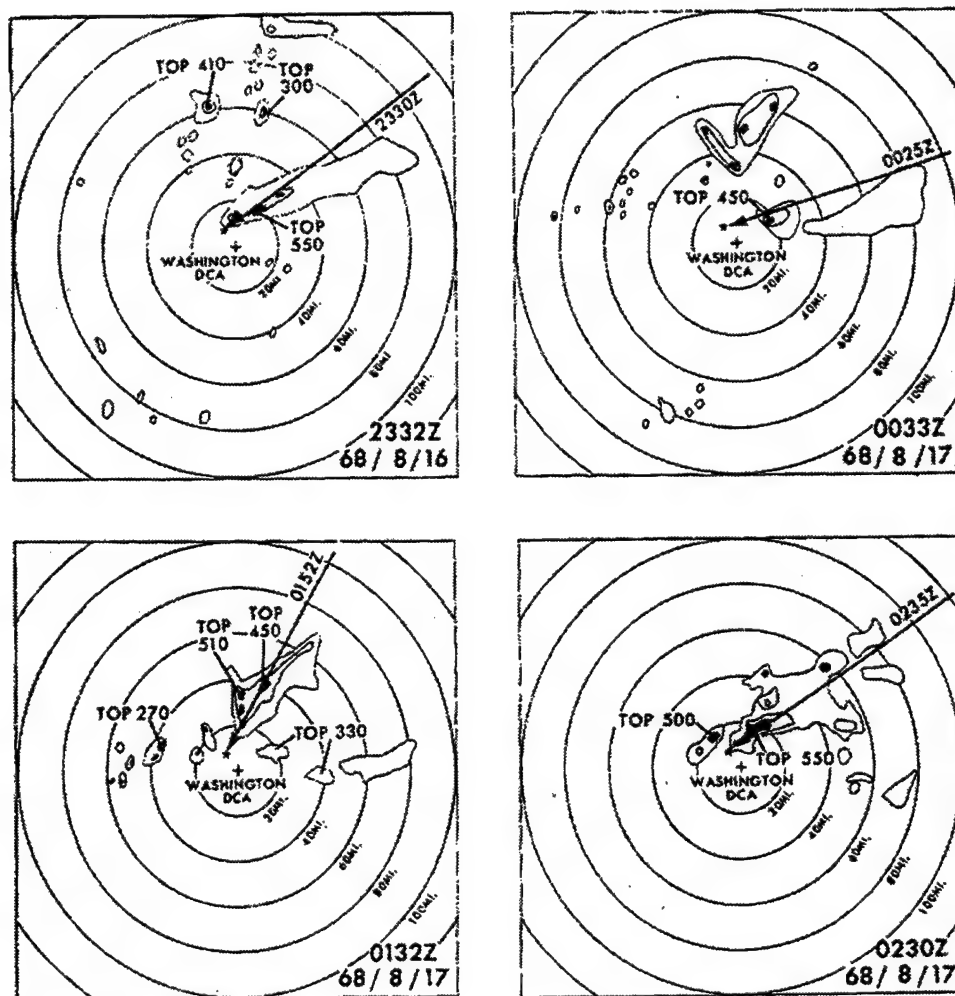 TOP 410
TOP
300
2330Z
TOP
550
+
WASHINGTON
DCA
20MI.
40MI.
60MI.
80MI.
100MI.
2332Z
68/8/16
0025Z
TOP 450
+
WASHINGTON
DCA
20MI.
40MI.
60MI.
80MI.
100MI.
0033Z
68/8/17
0152Z
TOP
450
TOP
510
TOP 270
TOP 330
+
WASHINGTON
DCA
20MI.
40MI.
60MI.
80MI.
100MI.
0132Z
68/8/17
0235Z
TOP 500
TOP 550
+
WASHINGTON
DCA
20MI.
40MI.
60MI.
80MI.
100MI.
0230Z
68/8/17